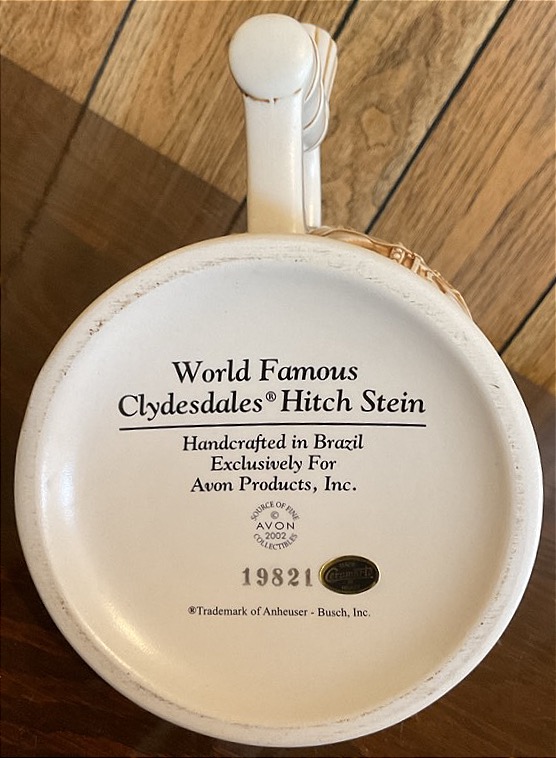 World Famous
Clydesdales® Hitch Stein
Handcrafted in Brazil
Exclusively For
Avon Products, Inc.
SOURCE OF FINE
©
AVON
2002
COLLECTIBLES
19821
Ceramarte
®Trademark of Anheuser - Busch, Inc.